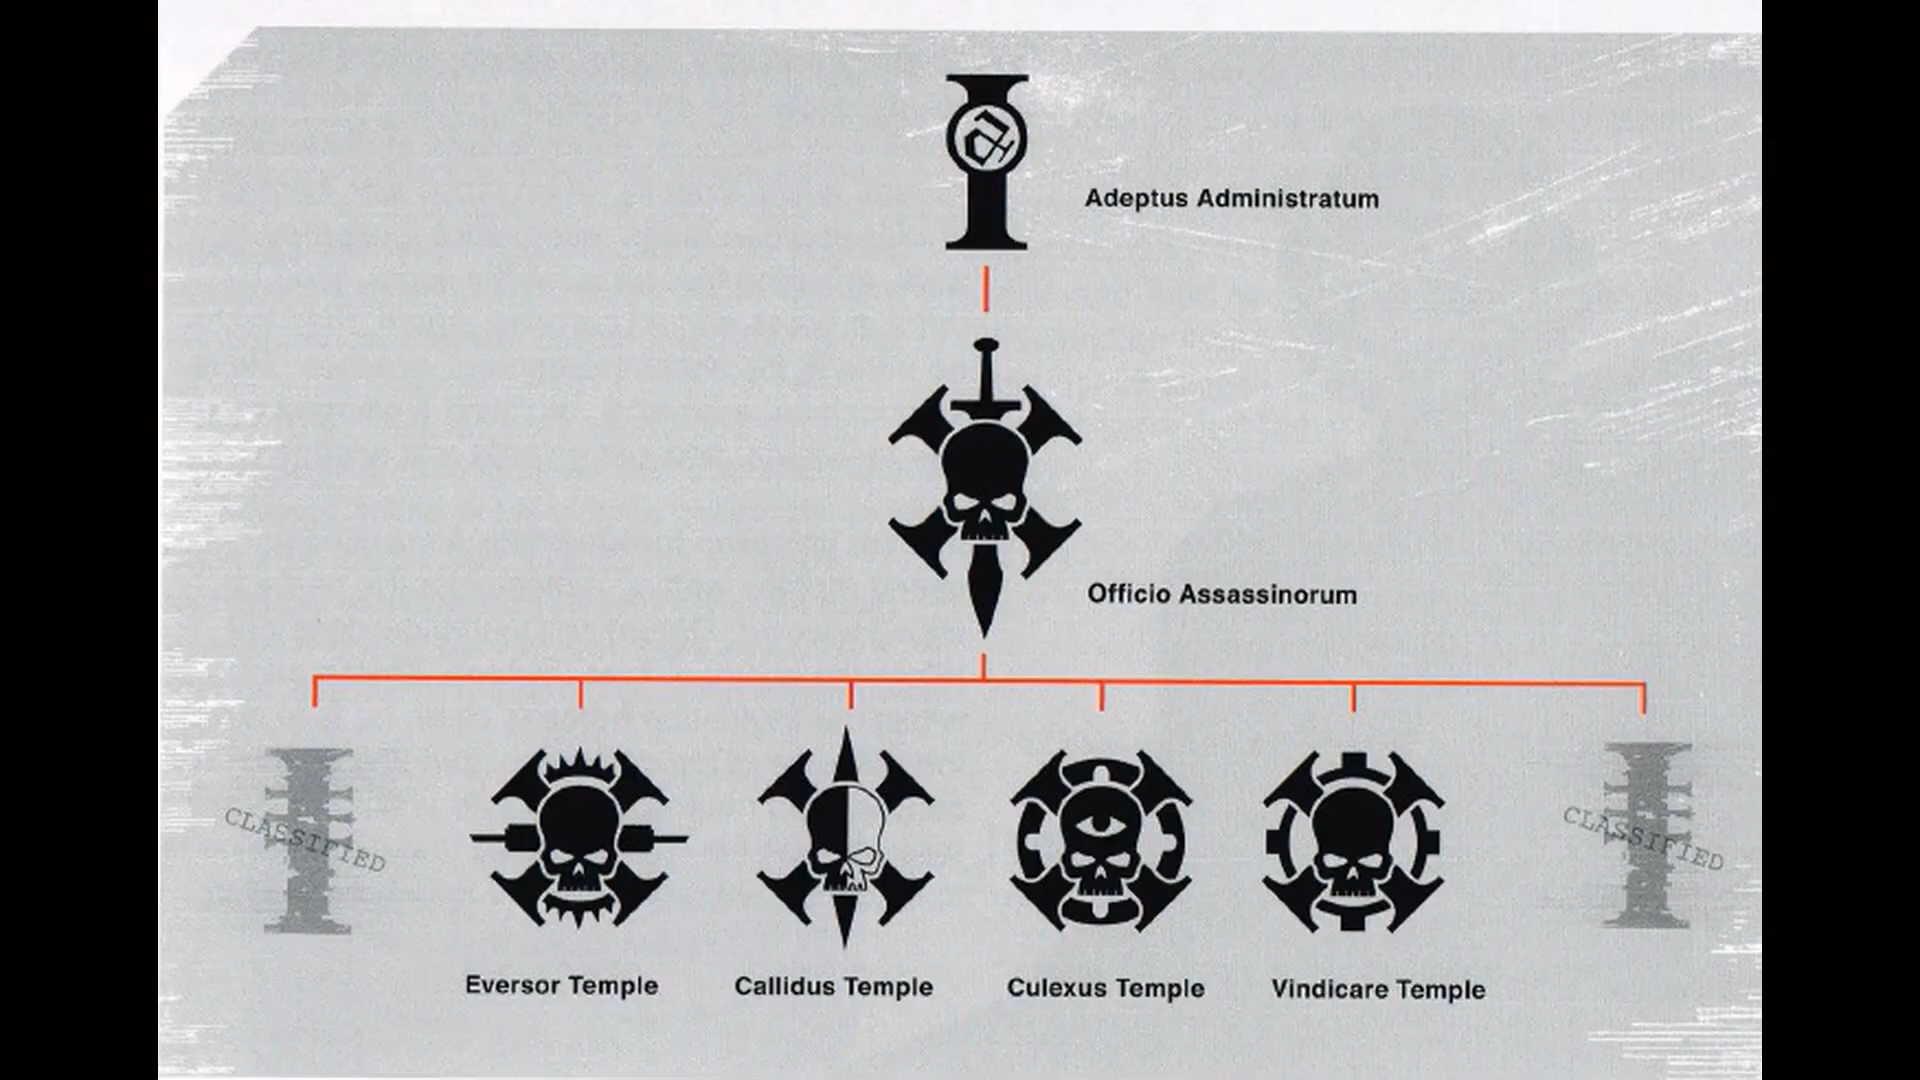 Adeptus Administratum
Officio Assassinorum
CLASSIFIED
CLASSIFIED
Eversor Temple
Callidus Temple
Culexus Temple
Vindicare Temple